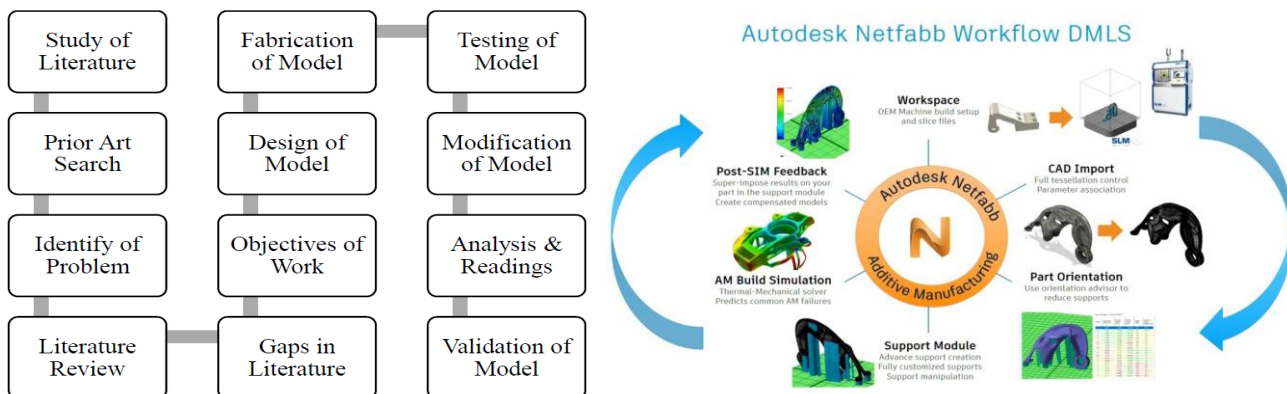 Study of
Literature
Prior Art
Search
Identify of
Problem
Literature
Review
Fabrication
of Model
Design of
Model
Objectives of
Work
Gaps in
Literature
Testing of
Model
Modification
of Model
Analysis &
Readings
Validation of
Model
Autodesk Netfabb Workflow DMLS
Workspace
OEM Machine build setup
and slice files
SLM
CAD Import
Full tessellation control
Parameter association
Part Orientation
Use orientation advisor to
reduce supports
Support Module
Advance support creation
Fully customized supports
Support manipulation
AM Build Simulation
Thermal-Mechanical solver
Predicts common AM failures
Post-SIM Feedback
Super-impose results on your
part in the support module
Create compensated models
Autodesk Netfabb
Additive Manufacturing